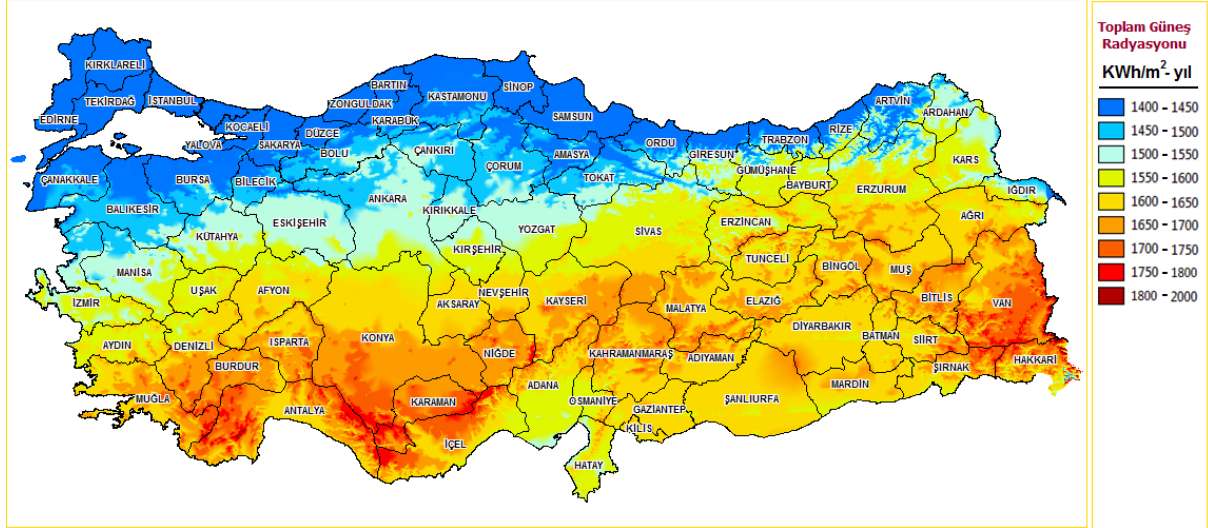 KIRKLARELİ
TEKİRDAĞ
İSTANBUL
EDİRNE
KOCAELİ
YALOVA
SAKARYA
DÜZCE
BOLU
ZONGULDAK
BARTIN
KARABÜK
KASTAMONU
SİNOP
SAMSUN
ÇANKIRI
ÇORUM
AMASYA
TOKAT
ORDU
GİRESUN
TRABZON
RİZE
ARTVİN
ARDAHAN
GÜMÜŞHANE
BAYBURT
ERZURUM
KARS
IĞDIR
AĞRI
ÇANAKKALE
BALIKESİR
BURSA
BİLECİK
KÜTAHYA
ESKİŞEHİR
ANKARA
KIRIKKALE
KIRŞEHİR
YOZGAT
SİVAS
ERZİNCAN
TUNCELİ
BİNGÖL
MUŞ
BİTLİS
VAN
MANİSA
İZMİR
UŞAK
AFYON
AKSARAY
NEVŞEHİR
KAYSERİ
MALATYA
ELAZIĞ
DİYARBAKIR
BATMAN
SİİRT
ŞIRNAK
HAKKARİ
AYDIN
DENİZLİ
BURDUR
ISPARTA
KONYA
NİĞDE
KAHRAMANMARAŞ
ADIYAMAN
MARDİN
ŞANLIURFA
MUĞLA
ANTALYA
KARAMAN
İÇEL
ADANA
OSMANİYE
GAZİANTEP
KİLİS
HATAY
Toplam Güneş
Radyasyonu
KWh/m²- yıl
1400 - 1450
1450 - 1500
1500 - 1550
1550 - 1600
1600 - 1650
1650 - 1700
1700 - 1750
1750 - 1800
1800 - 2000